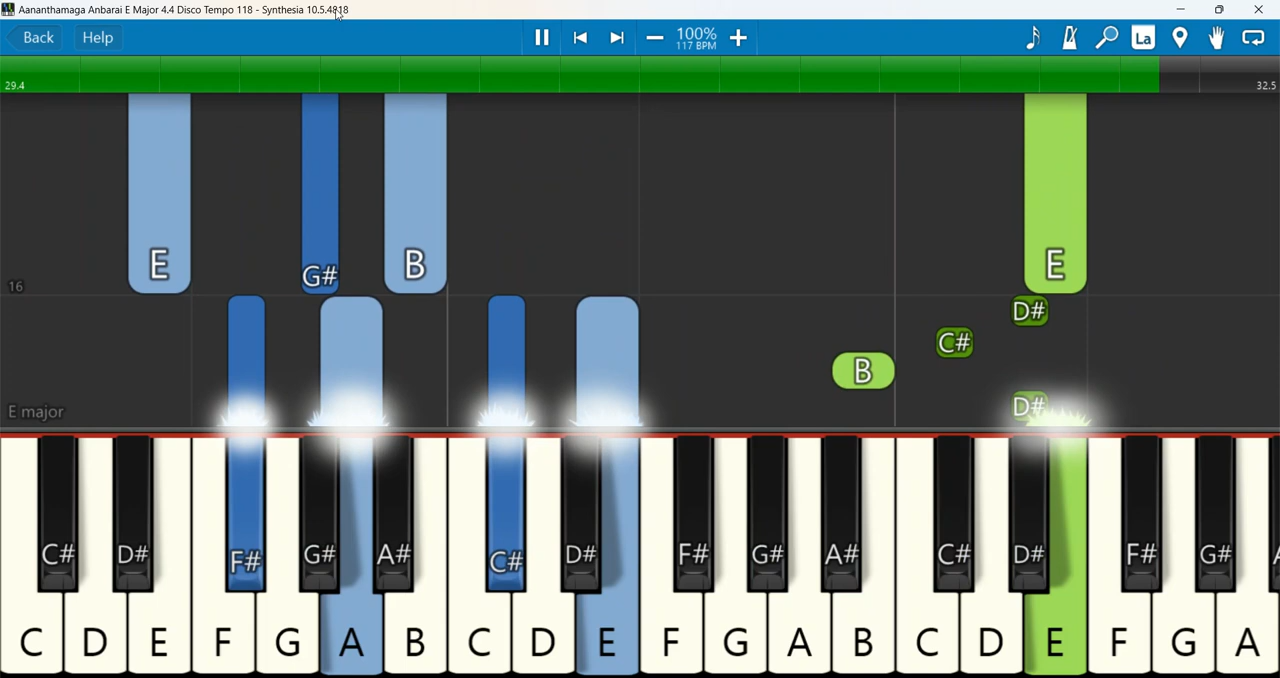 Aananthamaga Anbarai E Major 4.4 Disco Tempo 118 - Synthesia 10.5.4818
Back Help 100%
117 BPM
La
29.4 32.5
E G# B E
16
D#
C#
B
E major D#
C# D# F# G# A# C# D# F# G# A# C# D# F# G#
C D E F G A B C D E F G A B C D E F G A